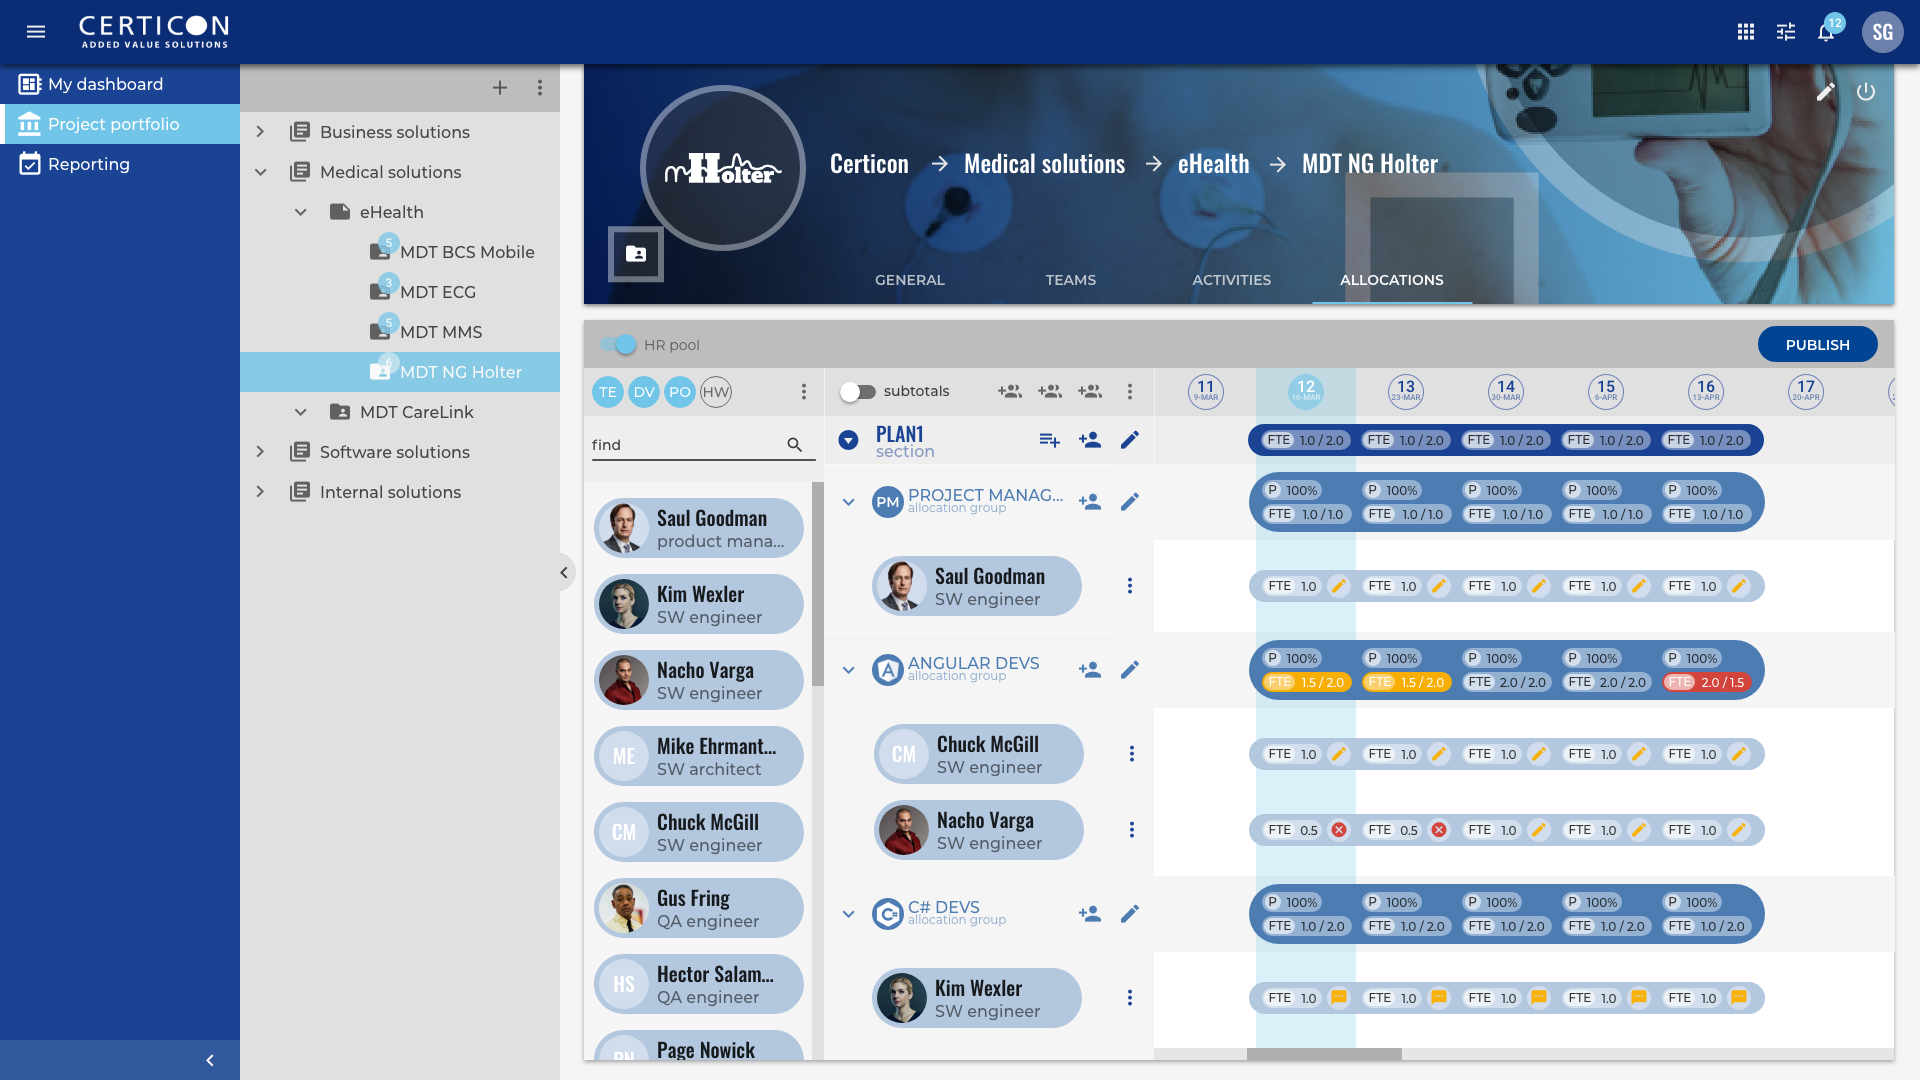 CERTICON
ADDED VALUE SOLUTIONS
12
SG
My dashboard
Project portfolio
Reporting
Business solutions
Medical solutions
eHealth
5
MDT BCS Mobile
3
MDT ECG
5
MDT MMS
6
MDT NG Holter
MDT CareLink
Software solutions
Internal solutions
Holter
Certicon → Medical solutions → eHealth → MDT NG Holter
GENERAL TEAMS ACTIVITIES ALLOCATIONS
HR pool
PUBLISH
TE DV PO HW
find
Saul Goodman
product mana...
Kim Wexler
SW engineer
Nacho Varga
SW engineer
ME
Mike Ehrmant...
SW architect
CM
Chuck McGill
SW engineer
Gus Fring
QA engineer
HS
Hector Salam...
QA engineer
PN
Page Nowick
subtotals
11 12 13 14 15 16 17
9-MAR 16-MAR 23-MAR 30-MAR 6-APR 13-APR 20-APR
PLAN1
section
FTE 1.0 / 2.0 FTE 1.0 / 2.0 FTE 1.0 / 2.0 FTE 1.0 / 2.0 FTE 1.0 / 2.0
PM
PROJECT MANAG...
allocation group
P 100% P 100% P 100% P 100% P 100%
FTE 1.0 / 1.0 FTE 1.0 / 1.0 FTE 1.0 / 1.0 FTE 1.0 / 1.0 FTE 1.0 / 1.0
Saul Goodman
SW engineer
FTE 1.0 FTE 1.0 FTE 1.0 FTE 1.0 FTE 1.0
A
ANGULAR DEVS
allocation group
P 100% P 100% P 100% P 100% P 100%
FTE 1.5 / 2.0 FTE 1.5 / 2.0 FTE 2.0 / 2.0 FTE 2.0 / 2.0 FTE 2.0 / 1.5
CM
Chuck McGill
SW engineer
FTE 1.0 FTE 1.0 FTE 1.0 FTE 1.0 FTE 1.0
Nacho Varga
SW engineer
FTE 0.5 FTE 0.5 FTE 1.0 FTE 1.0 FTE 1.0
C#
C# DEVS
allocation group
P 100% P 100% P 100% P 100% P 100%
FTE 1.0 / 2.0 FTE 1.0 / 2.0 FTE 1.0 / 2.0 FTE 1.0 / 2.0 FTE 1.0 / 2.0
Kim Wexler
SW engineer
FTE 1.0 FTE 1.0 FTE 1.0 FTE 1.0 FTE 1.0